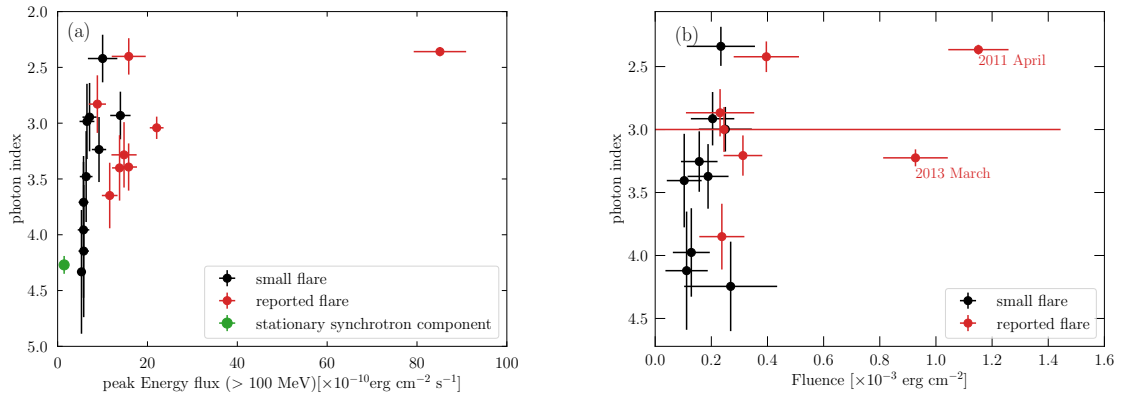 (a)
2.0
2.5
3.0
3.5
4.0
4.5
5.0
photon index
small flare
reported flare
stationary synchrotron component
0 20 40 60 80 100
peak Energy flux (> 100 MeV)[×10⁻¹⁰erg cm⁻² s⁻¹]
(b)
2.5
3.0
3.5
4.0
4.5
photon index
2011 April
2013 March
small flare
reported flare
0.0 0.2 0.4 0.6 0.8 1.0 1.2 1.4 1.6
Fluence [×10⁻³ erg cm⁻²]